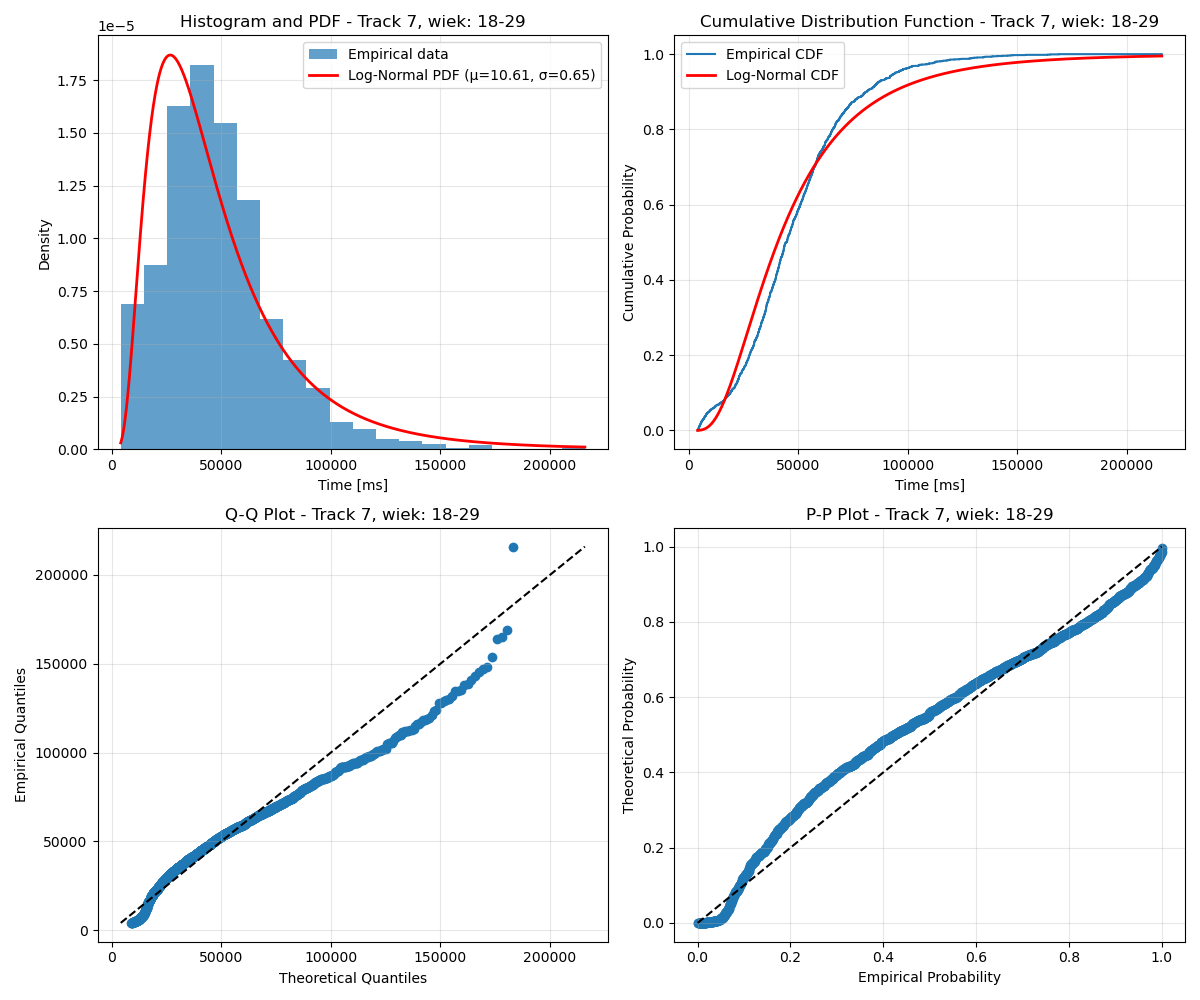 Histogram and PDF - Track 7, wiek: 18-29
1e−5
Empirical data
Log-Normal PDF (μ=10.61, σ=0.65)
1.75
1.50
1.25
1.00
0.75
0.50
0.25
0.00
Density
0 50000 100000 150000 200000
Time [ms]
Cumulative Distribution Function - Track 7, wiek: 18-29
Empirical CDF
Log-Normal CDF
1.0
0.8
0.6
0.4
0.2
0.0
Cumulative Probability
0 50000 100000 150000 200000
Time [ms]
Q-Q Plot - Track 7, wiek: 18-29
200000
150000
100000
50000
0
Empirical Quantiles
0 50000 100000 150000 200000
Theoretical Quantiles
P-P Plot - Track 7, wiek: 18-29
1.0
0.8
0.6
0.4
0.2
0.0
Theoretical Probability
0.0 0.2 0.4 0.6 0.8 1.0
Empirical Probability